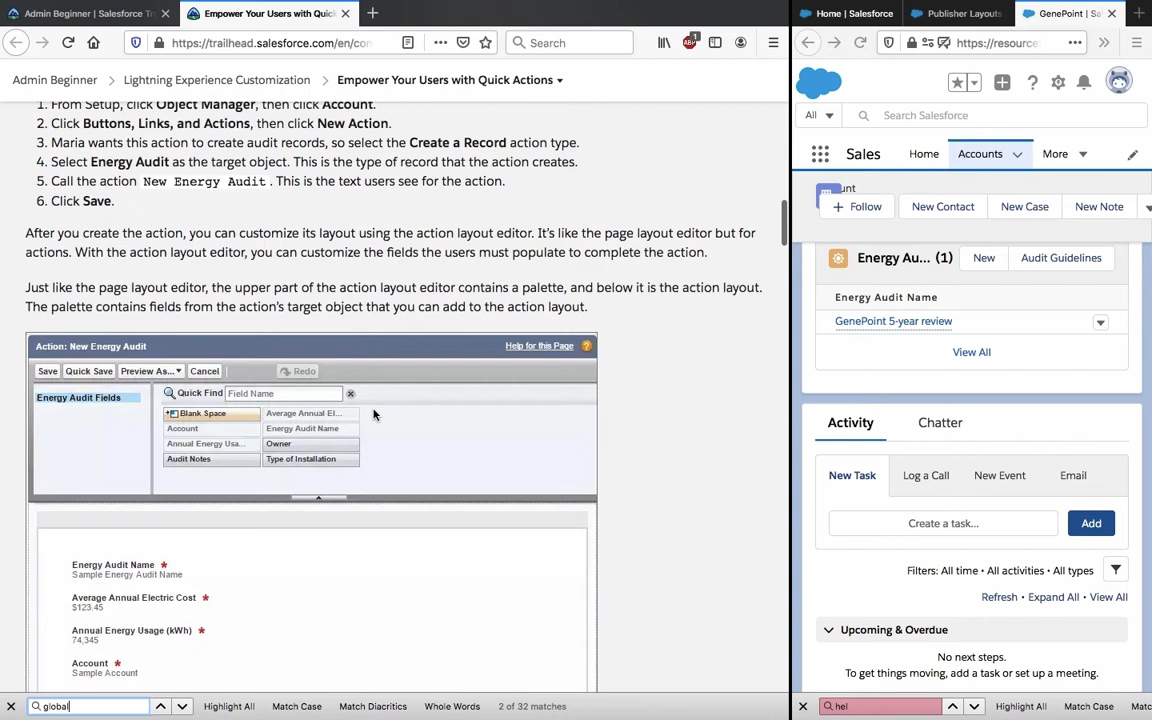 Admin Beginner | Salesforce Tr
Empower Your Users with Quick
https://trailhead.salesforce.com/en/con
Search
Admin Beginner > Lightning Experience Customization > Empower Your Users with Quick Actions
1. From Setup, click Object Manager, then click Account.
2. Click Buttons, Links, and Actions, then click New Action.
3. Maria wants this action to create audit records, so select the Create a Record action type.
4. Select Energy Audit as the target object. This is the type of record that the action creates.
5. Call the action New Energy Audit. This is the text users see for the action.
6. Click Save.
After you create the action, you can customize its layout using the action layout editor. It's like the page layout editor but for
actions. With the action layout editor, you can customize the fields the users must populate to complete the action.
Just like the page layout editor, the upper part of the action layout editor contains a palette, and below it is the action layout.
The palette contains fields from the action's target object that you can add to the action layout.
Action: New Energy Audit
Help for this Page ?
Save Quick Save Preview As... Cancel Redo
Energy Audit Fields
Quick Find Field Name
Blank Space Average Annual El...
Account Energy Audit Name
Annual Energy Usa... Owner
Audit Notes Type of Installation
Energy Audit Name *
Sample Energy Audit Name
Average Annual Electric Cost *
$123.45
Annual Energy Usage (kWh) *
74,345
Account *
Sample Account
global Highlight All Match Case Match Diacritics Whole Words 2 of 32 matches
Home | Salesforce
Publisher Layouts
GenePoint | Sales
https://resource
1
All Search Salesforce
Sales Home Accounts More
unt
+ Follow New Contact New Case New Note
Energy Au... (1) New Audit Guidelines
Energy Audit Name
GenePoint 5-year review
View All
Activity Chatter
New Task Log a Call New Event Email
Create a task... Add
Filters: All time • All activities • All types
Refresh • Expand All • View All
Upcoming & Overdue
No next steps.
To get things moving, add a task or set up a meeting.
hel Highlight All Match Case Matc